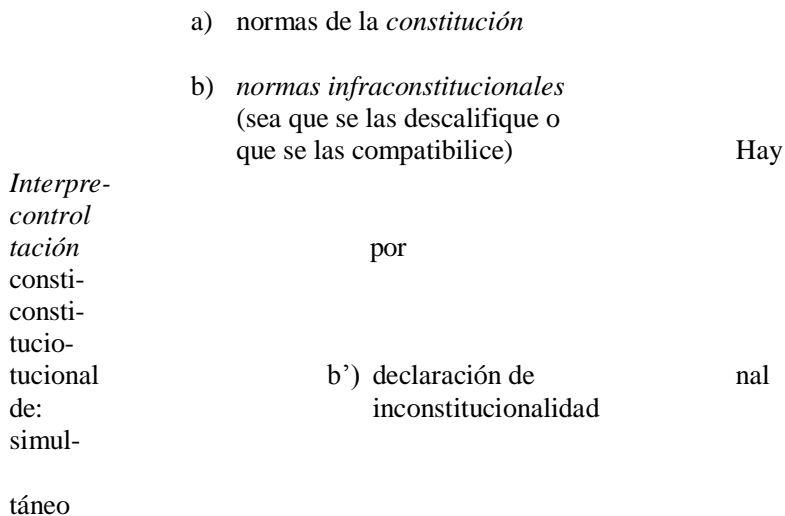 a) normas de la constitución
b) normas infraconstitucionales
(sea que se las descalifique o
que se las compatibilice) Hay
Interpre-
control
tación por
consti-
consti-
tucio-
tucional b’) declaración de nal
de: inconstitucionalidad
simul-
táneo